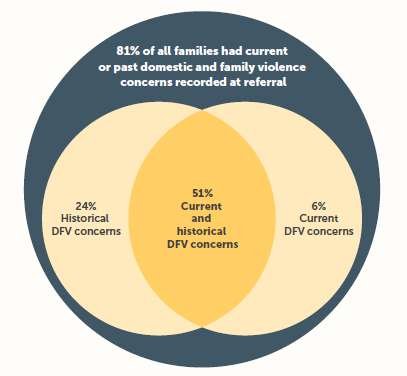 81% of all families had current
or past domestic and family violence
concerns recorded at referral
24%
Historical
DFV concerns
51%
Current
and
historical
DFV concerns
6%
Current
DFV concerns